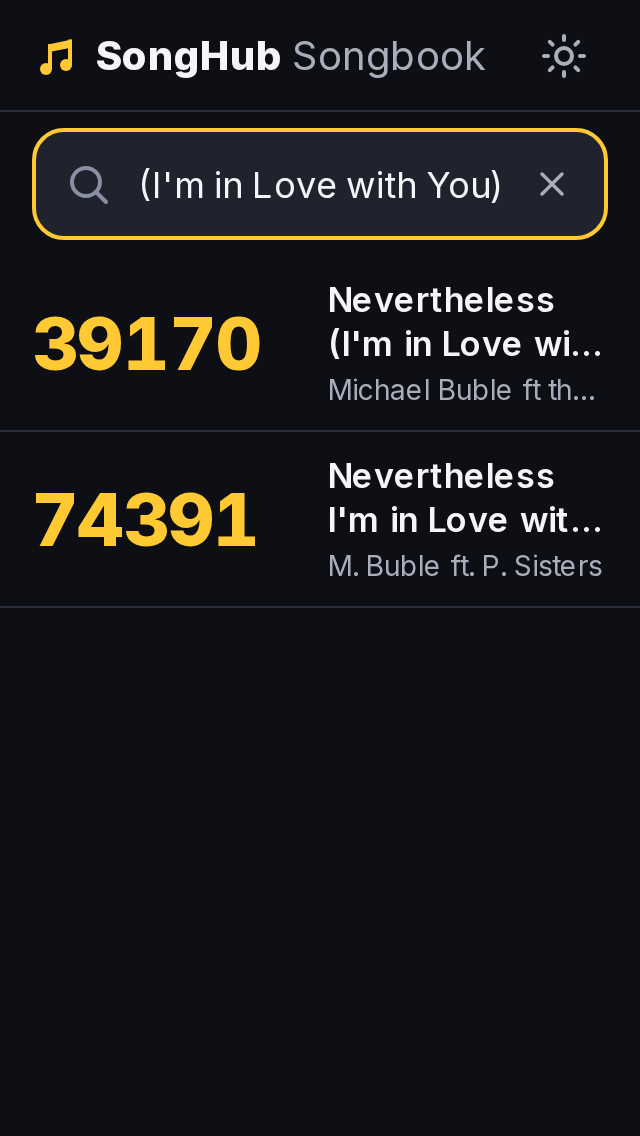 SongHub Songbook
(I'm in Love with You)
39170
Nevertheless
(I'm in Love wi...
Michael Buble ft th...
74391
Nevertheless
I'm in Love wit...
M. Buble ft. P. Sisters